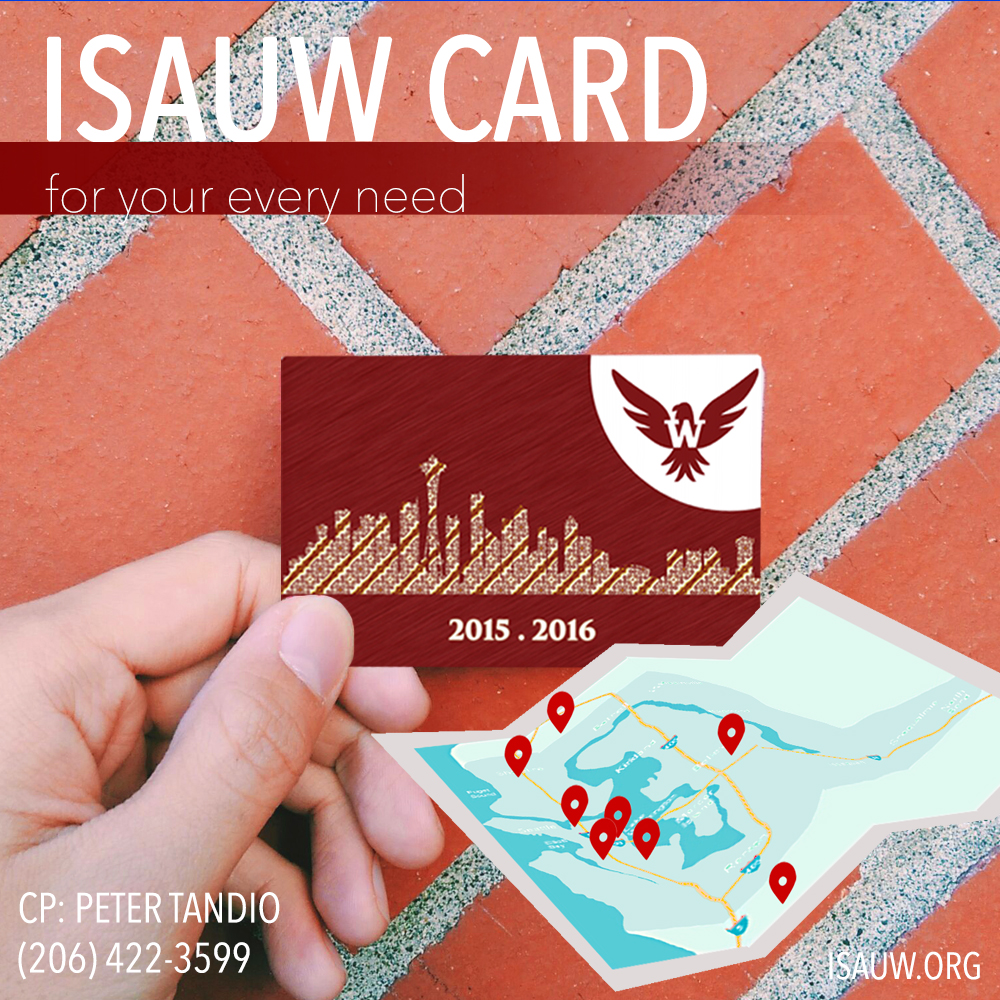 ISAUW CARD
for your every need
W
2015 . 2016
CP: PETER TANDIO
(206) 422-3599
ISAUW.ORG